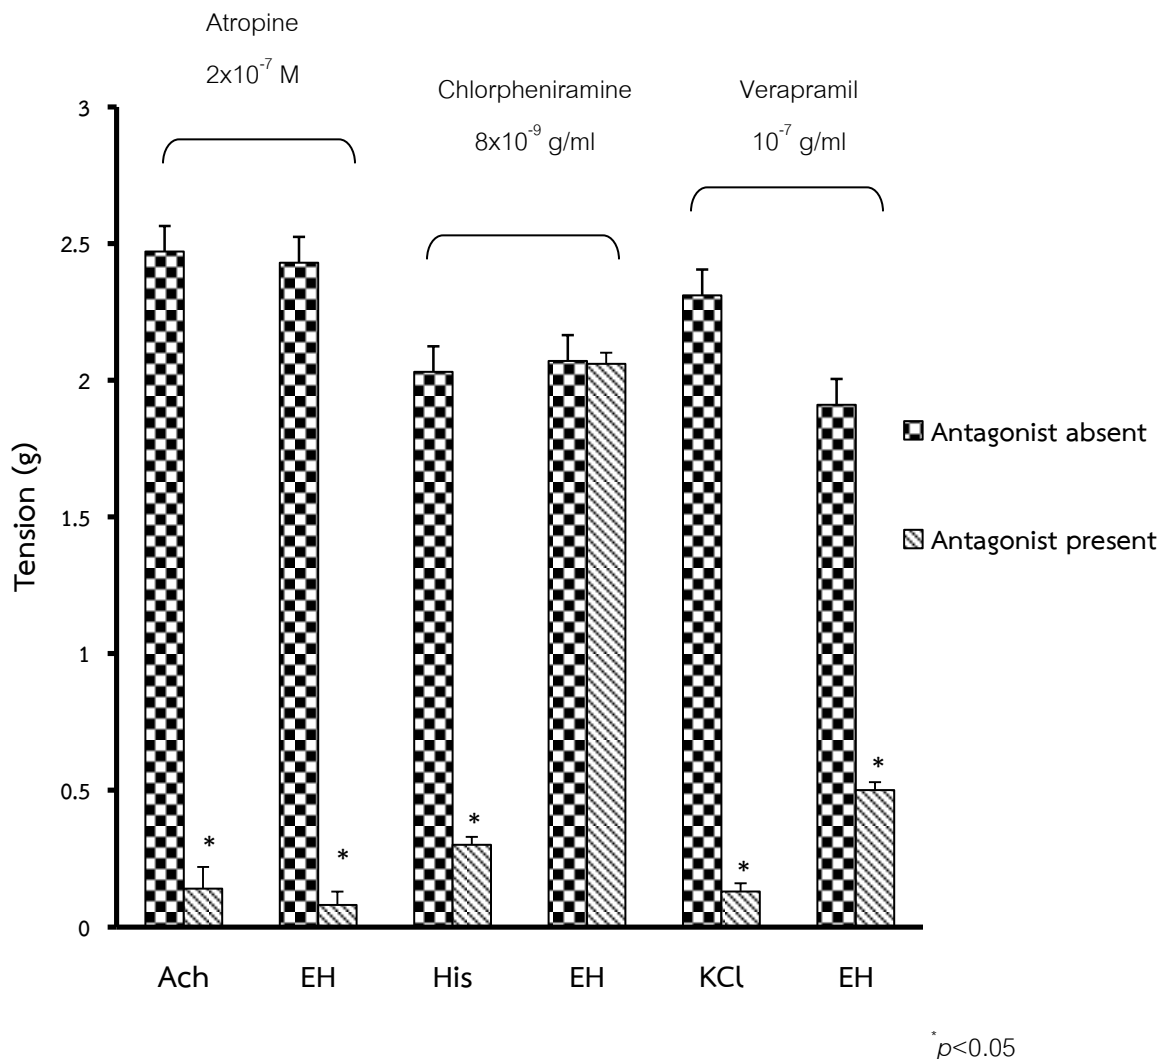 Atropine
2x10⁻⁷ M
Chlorpheniramine
8x10⁻⁹ g/ml
Verapramil
10⁻⁷ g/ml
3
2.5
2
1.5
1
0.5
0
Tension (g)
*
*
*
*
*
Ach
EH
His
EH
KCl
EH
Antagonist absent
Antagonist present
*p<0.05